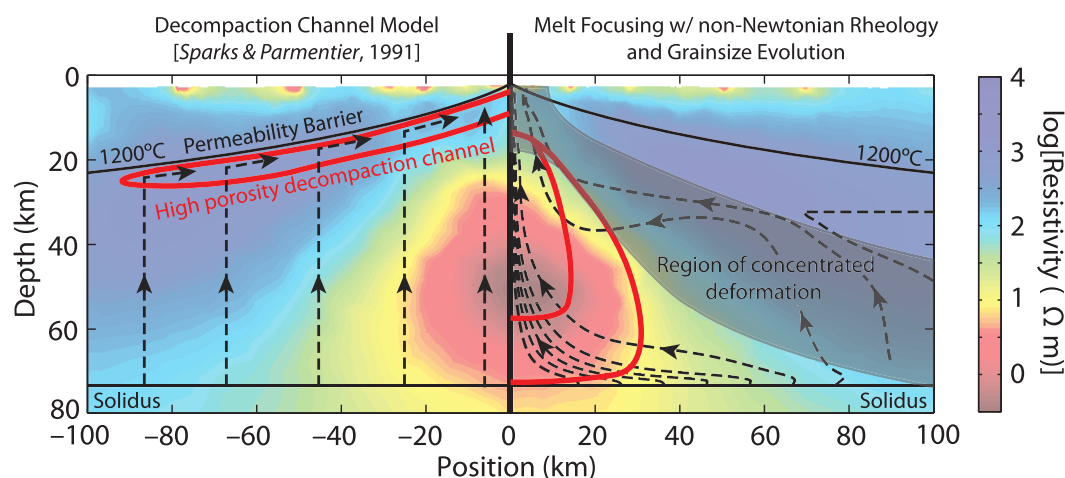 Decompaction Channel Model
[Sparks & Parmentier, 1991]
Melt Focusing w/ non-Newtonian Rheology
and Grainsize Evolution
0
20
40
60
80
Depth (km)
1200ºC
Permeability Barrier
High porosity decompaction channel
1200ºC
Region of concentrated
deformation
Solidus
Solidus
−100
−80
−60
−40
−20
0
20
40
60
80
100
Position (km)
4
3
2
1
0
log[Resistivity ( Ω m)]